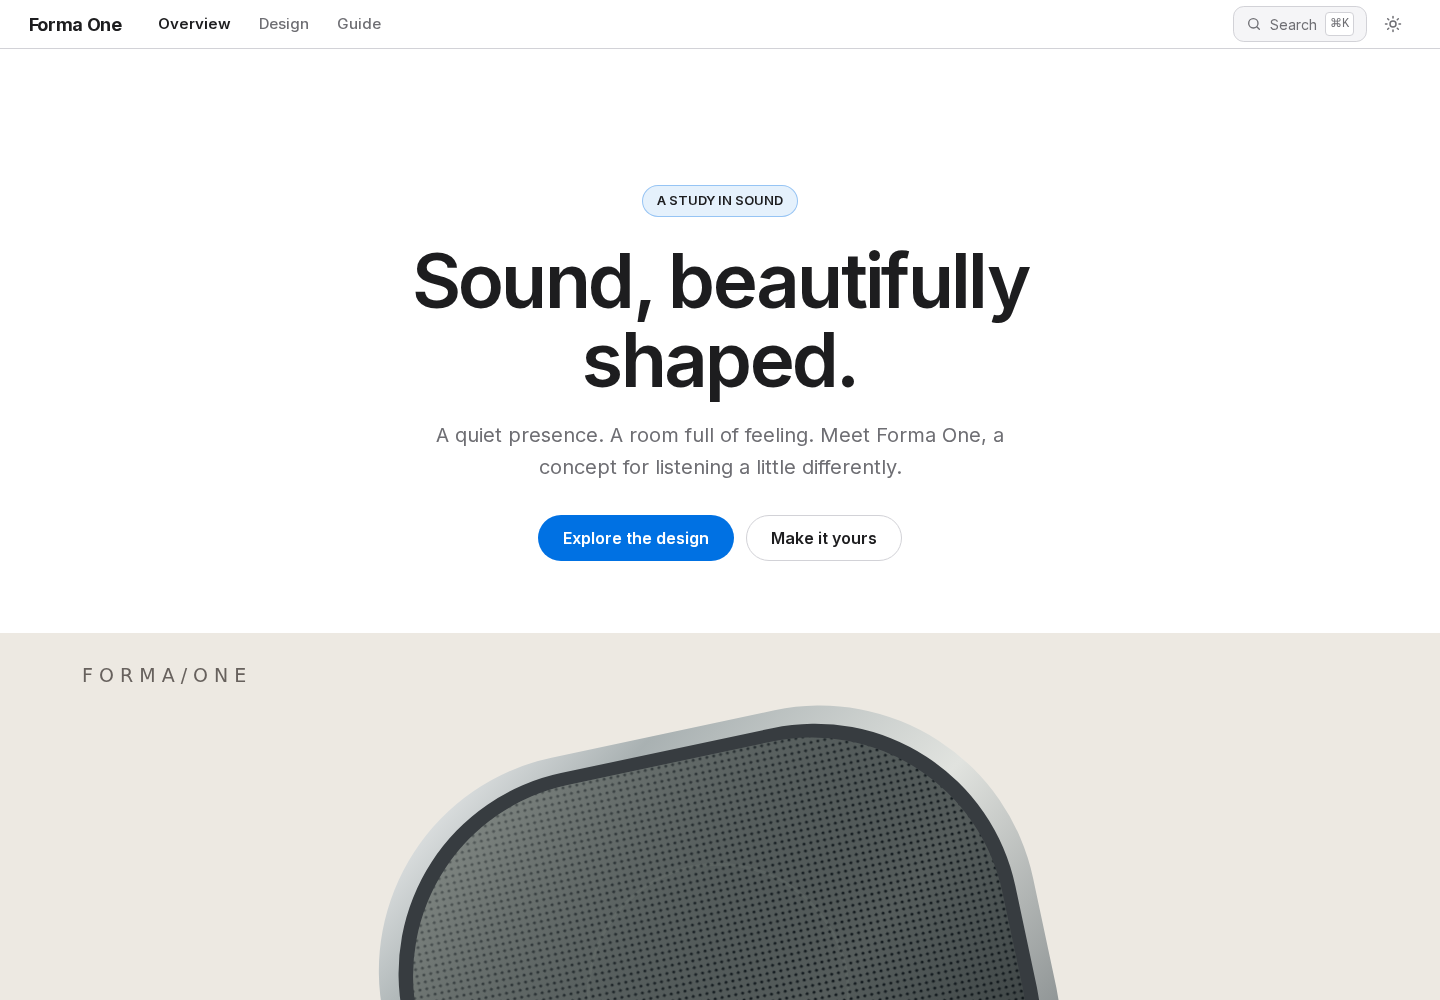 Forma One
Overview
Design
Guide
Search ⌘K
A STUDY IN SOUND
Sound, beautifully
shaped.
A quiet presence. A room full of feeling. Meet Forma One, a
concept for listening a little differently.
Explore the design
Make it yours
FORMA/ONE